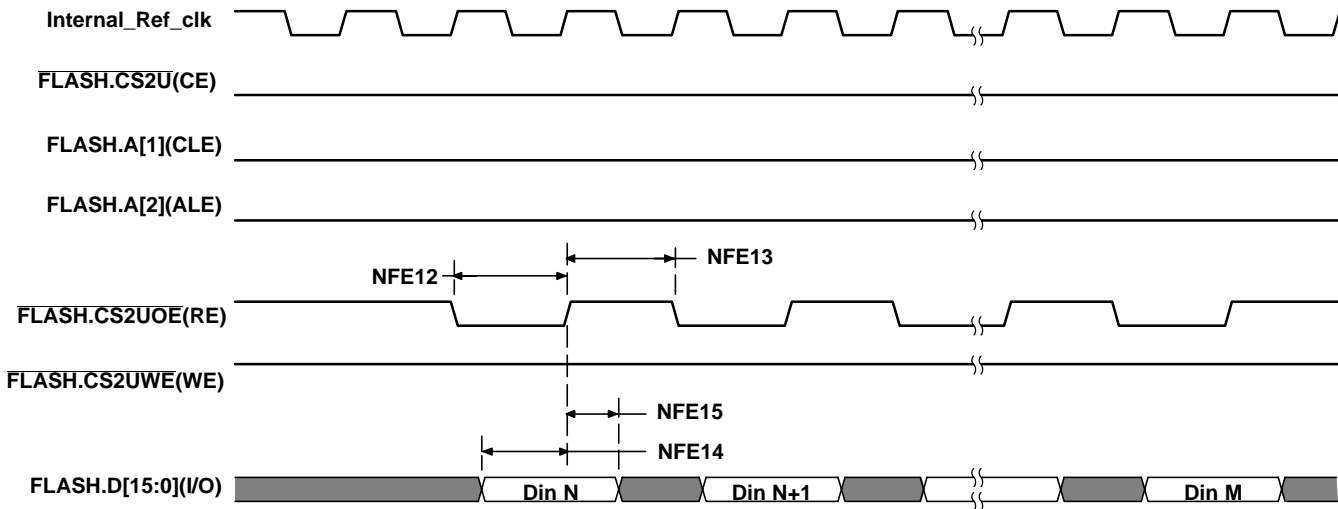 Internal_Ref_clk
FLASH.CS2U(CE)
FLASH.A[1](CLE)
FLASH.A[2](ALE)
NFE13
NFE12
FLASH.CS2UOE(RE)
FLASH.CS2UWE(WE)
NFE15
NFE14
FLASH.D[15:0](I/O)
Din N
Din N+1
Din M